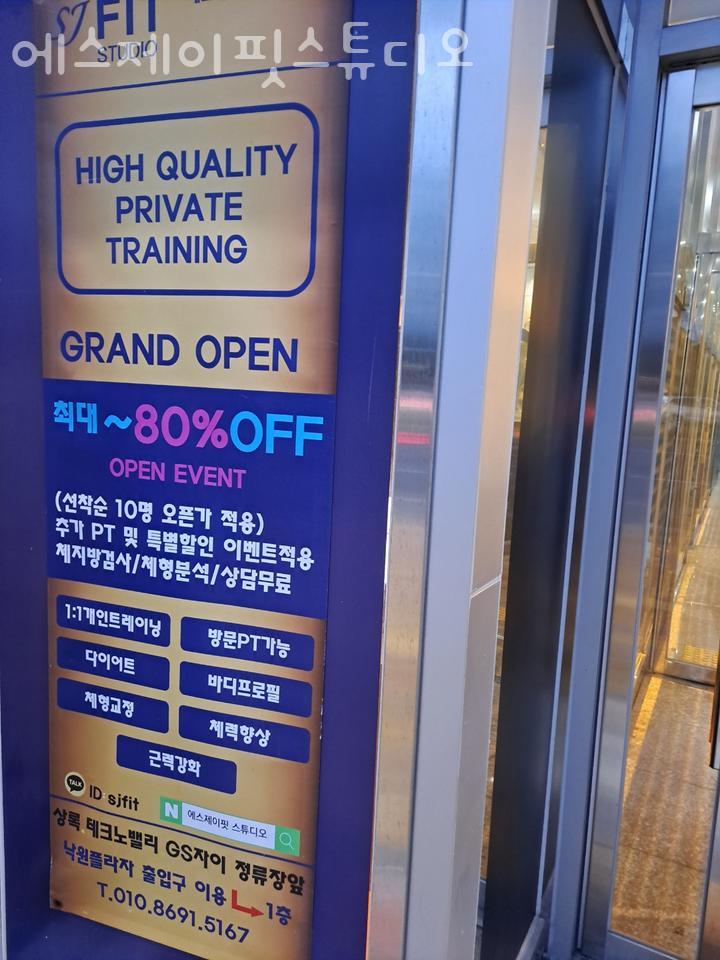 SJ FIT
STUDIO
에스제이핏스튜디오
HIGH QUALITY
PRIVATE
TRAINING
GRAND OPEN
최대 ~80%OFF
OPEN EVENT
(선착순 10명 오픈가 적용)
추가 PT 및 특별할인 이벤트적용
체지방검사/체형분석/상담무료
1:1개인트레이닝
방문PT가능
다이어트
바디프로필
체형교정
체력향상
근력강화
TALK ID sjfit
N 에스제이핏 스튜디오
상록 테크노밸리 GS자이 정류장앞
낙원플라자 출입구 이용 1층
T.010.8691.5167